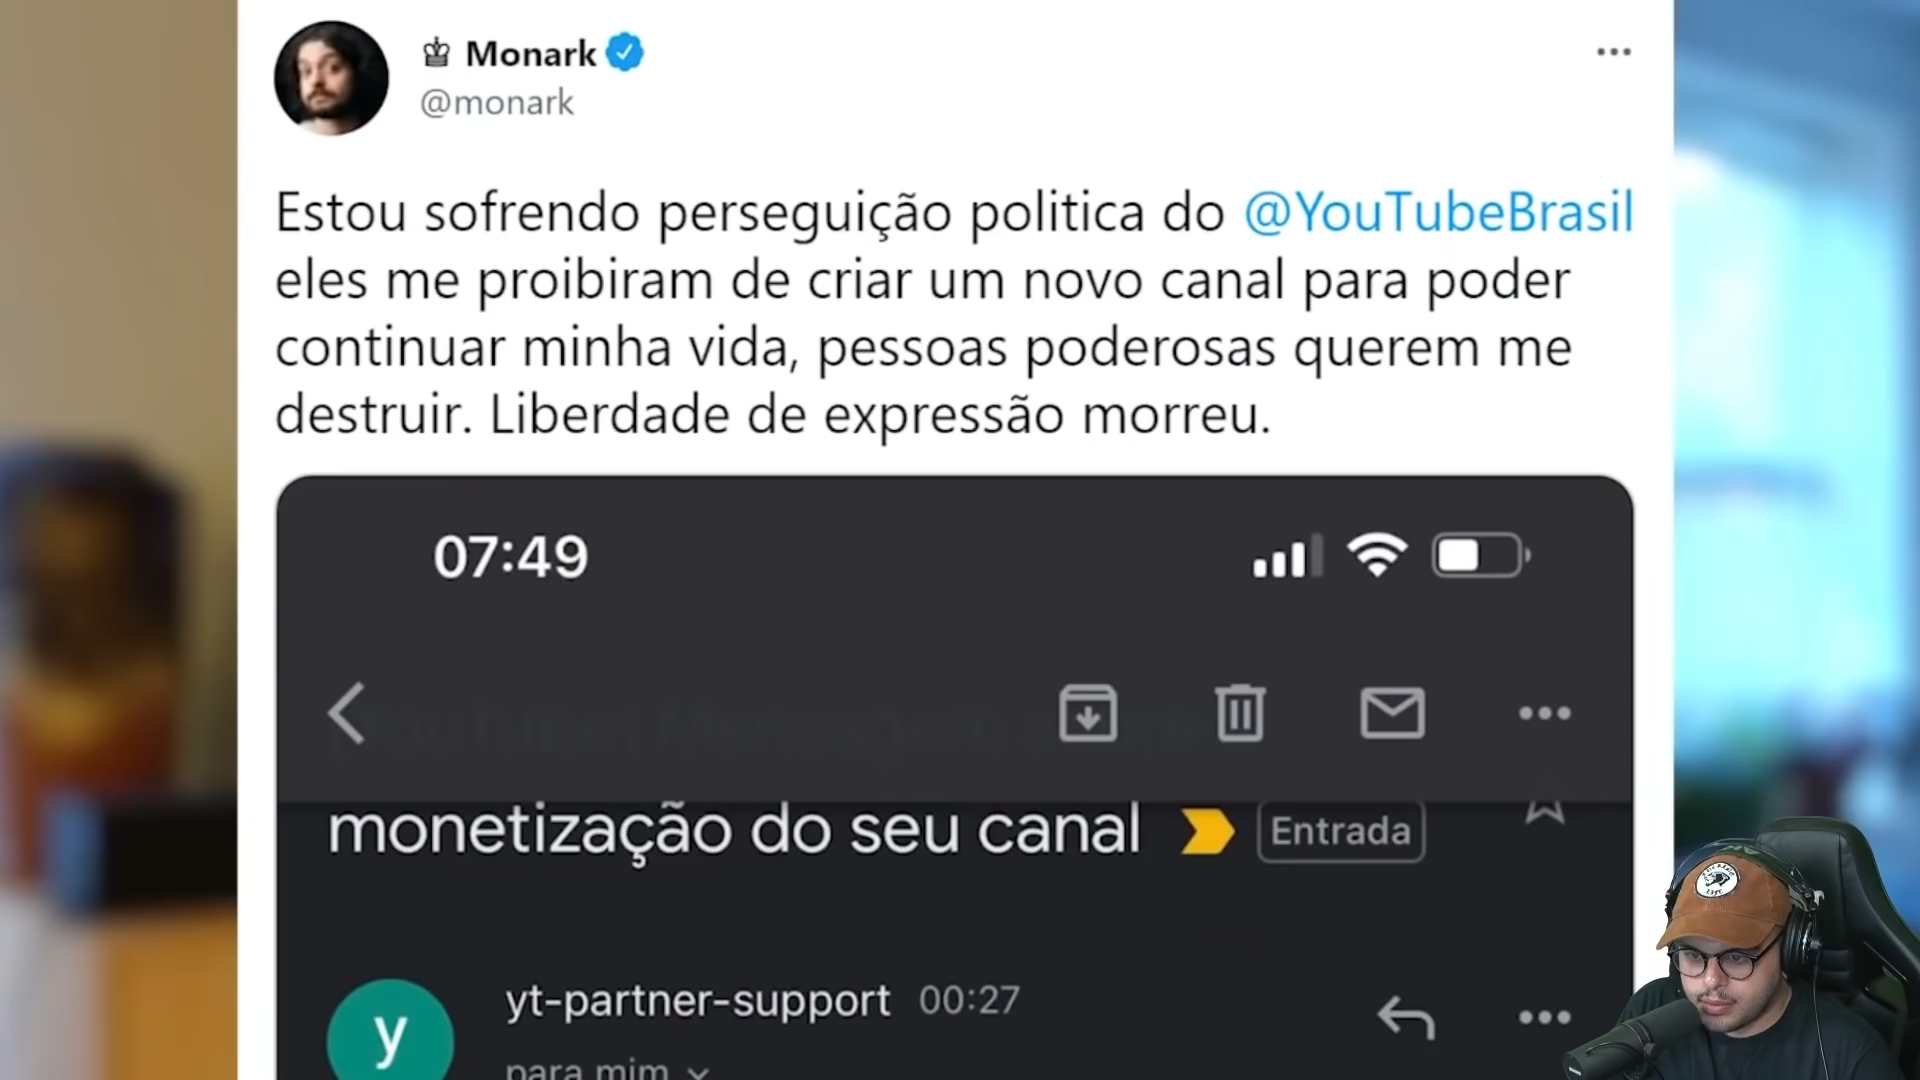 ♔ Monark
@monark
Estou sofrendo perseguição politica do @YouTubeBrasil
eles me proibiram de criar um novo canal para poder
continuar minha vida, pessoas poderosas querem me
destruir. Liberdade de expressão morreu.
07:49
monetização do seu canal Entrada
y
yt-partner-support 00:27
para mim